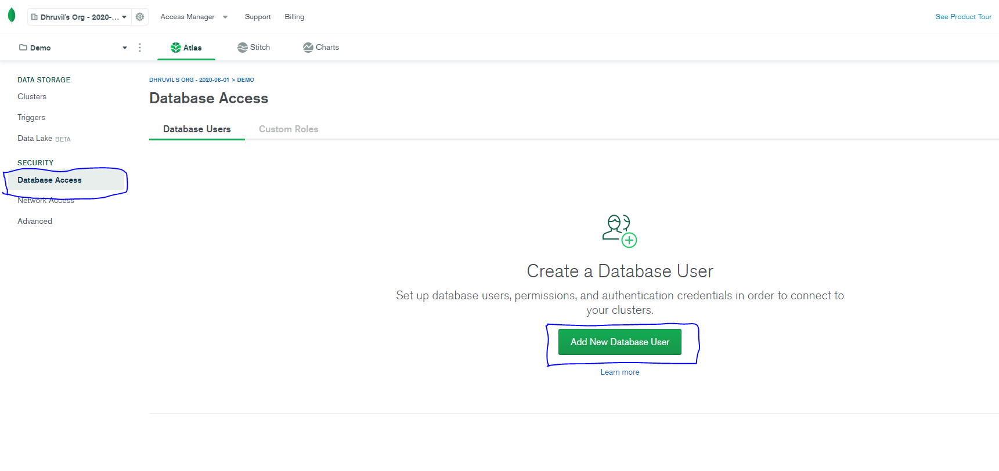 Dhruvil's Org - 2020-...
Access Manager
Support
Billing
See Product Tour
Demo
Atlas
Stitch
Charts
DATA STORAGE
Clusters
Triggers
Data Lake BETA
SECURITY
Database Access
Network Access
Advanced
DHRUVIL'S ORG - 2020-06-01 > DEMO
Database Access
Database Users
Custom Roles
Create a Database User
Set up database users, permissions, and authentication credentials in order to connect to
your clusters.
Add New Database User
Learn more